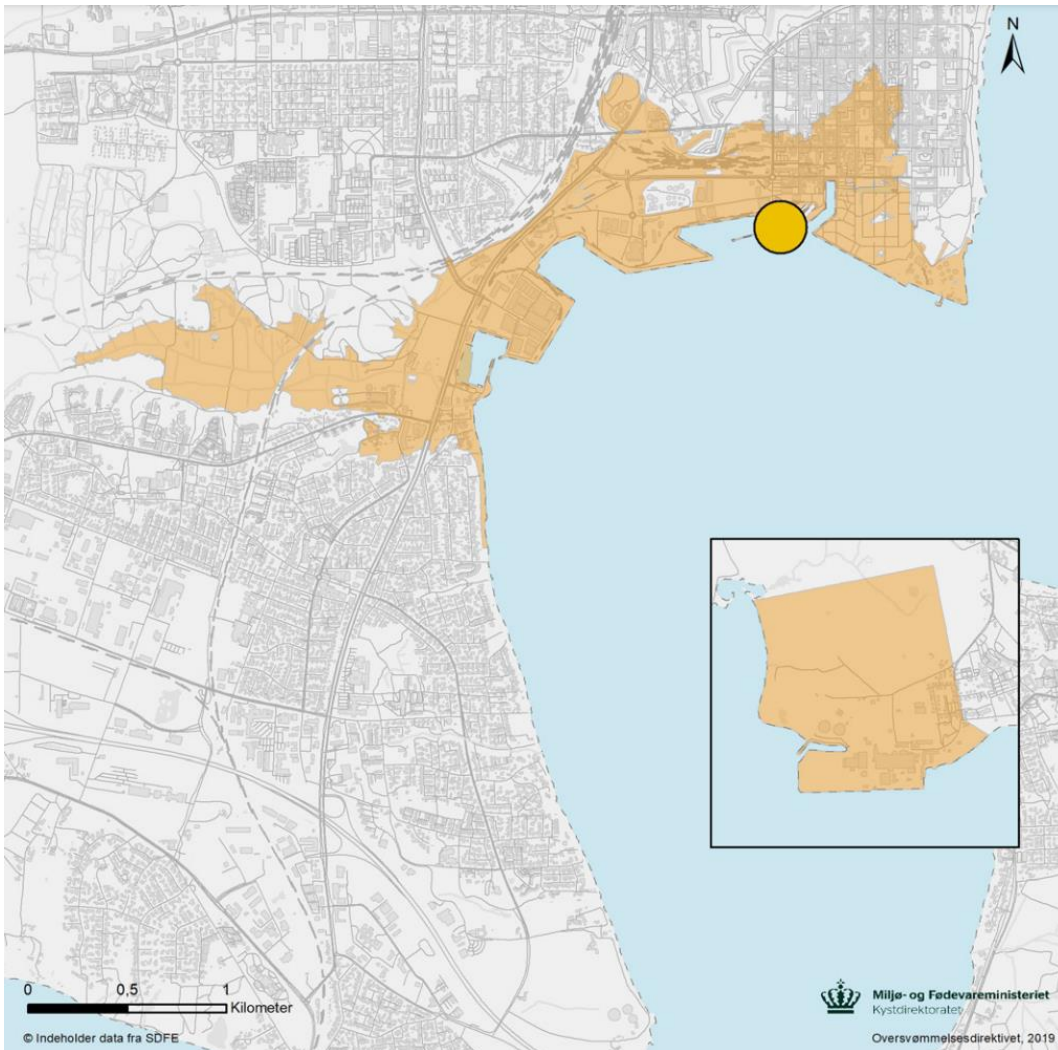 N
0 0,5 1
Kilometer
© Indeholder data fra SDFE
Miljø- og Fødevareministeriet
Kystdirektoratet
Oversvømmelsesdirektivet, 2019